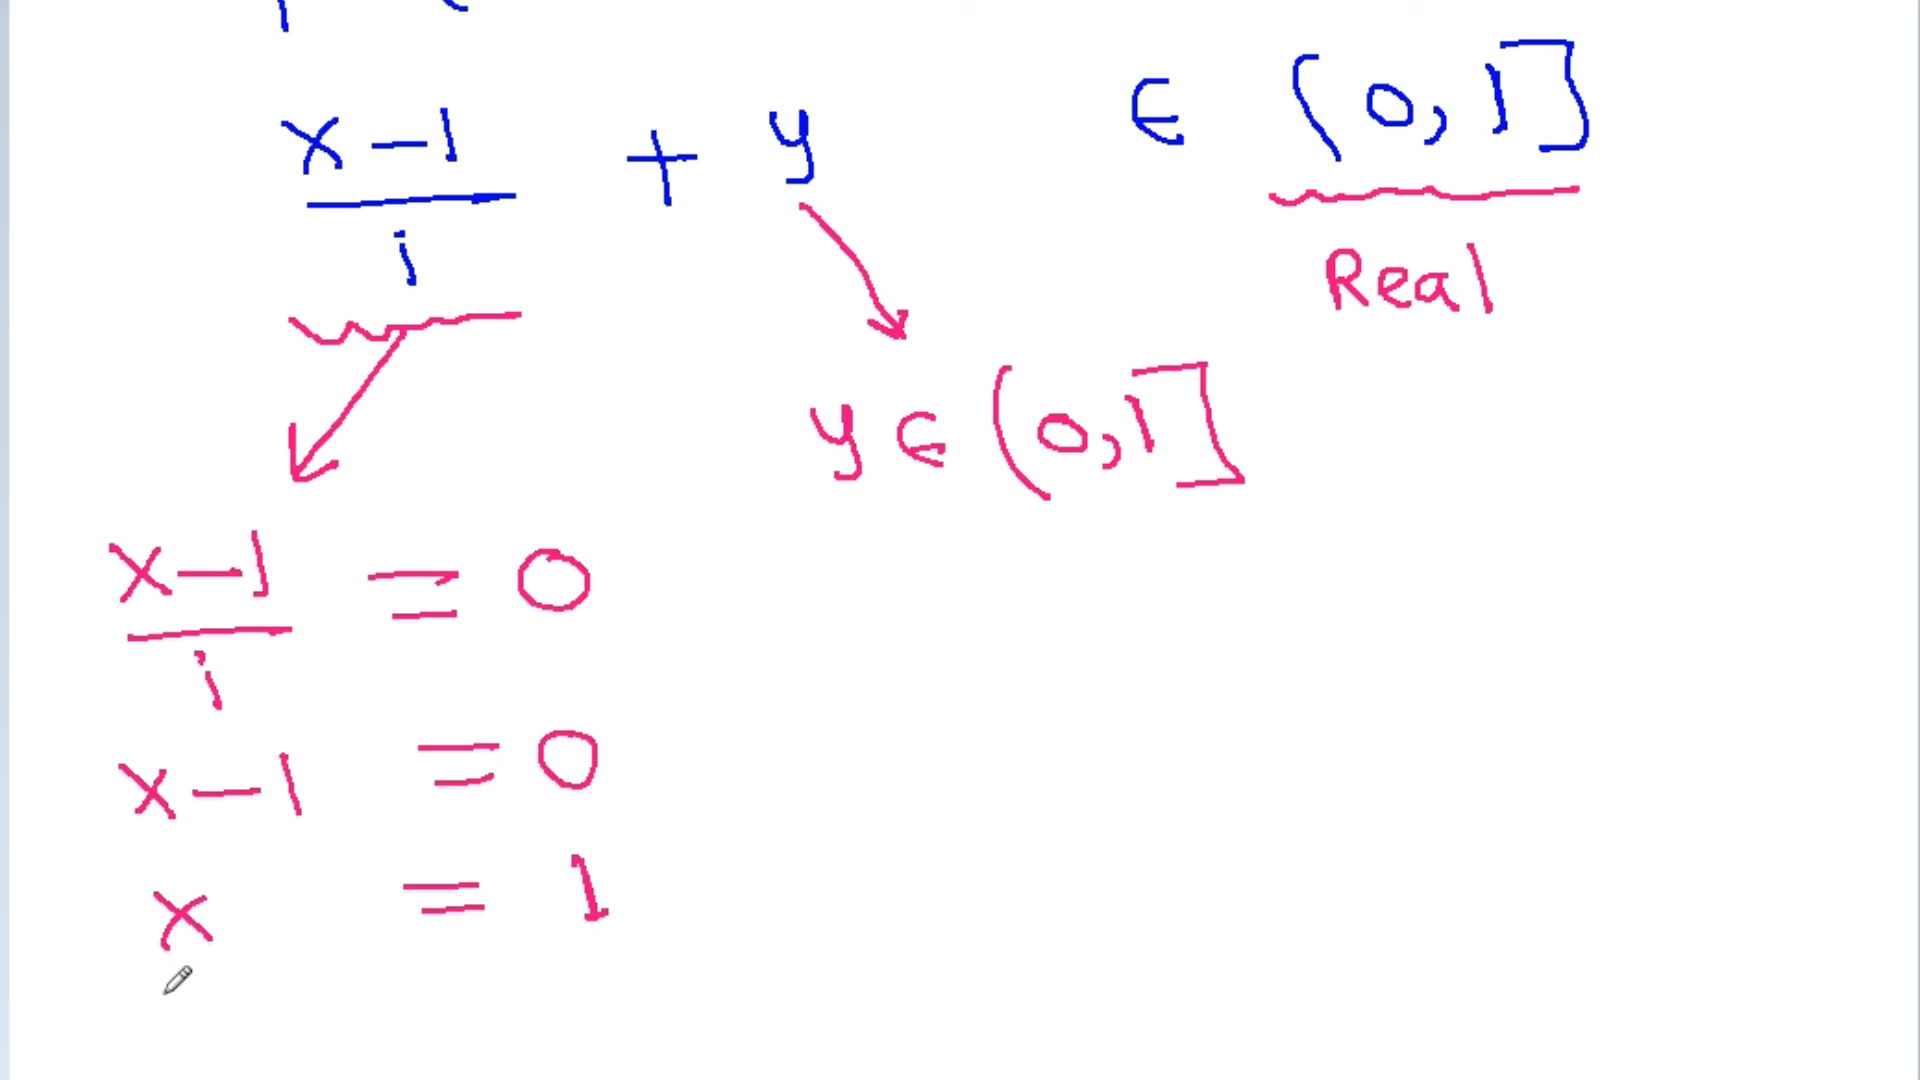 x-1/i + y ∈ (0,1]
Real
y ∈ (0,1]
x-1/i = 0
x-1 = 0
x = 1